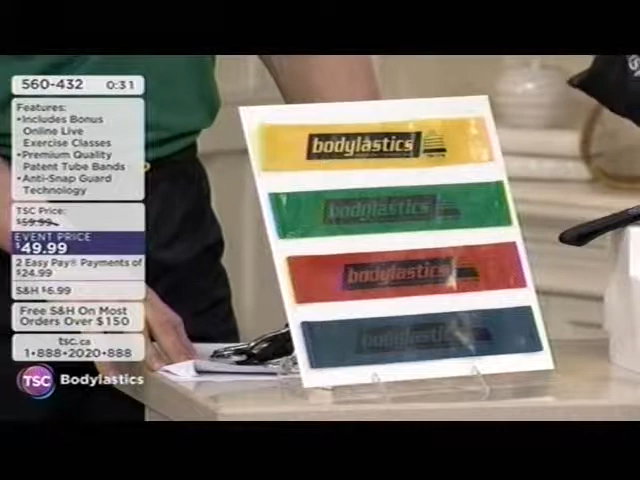 560-432 0:31
Features:
•Includes Bonus
Online Live
Exercise Classes
•Premium Quality
Patent Tube Bands
•Anti-Snap Guard
Technology
TSC Price:
$59.99
EVENT PRICE
$49.99
2 Easy Pay® Payments of
$24.99
S&H $6.99
Free S&H On Most
Orders Over $150
tsc.ca
1•888•2020•888
TSC Bodylastics
bodylastics
bodylastics
bodylastics
bodylastics